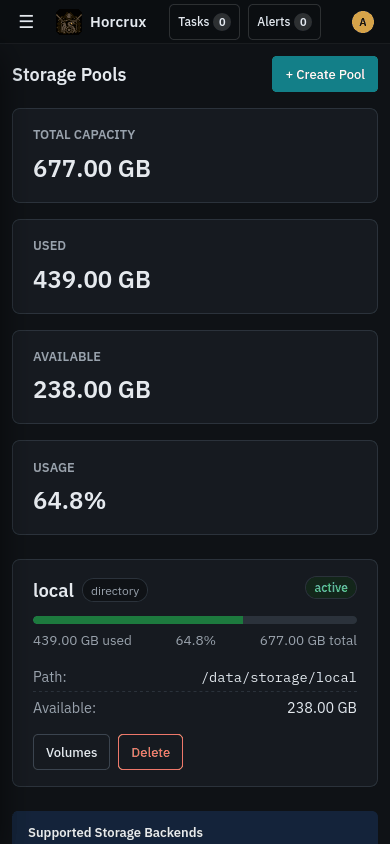 ☰ Horcrux Tasks 0 Alerts 0 A
Storage Pools + Create Pool
TOTAL CAPACITY
677.00 GB
USED
439.00 GB
AVAILABLE
238.00 GB
USAGE
64.8%
local directory active
439.00 GB used 64.8% 677.00 GB total
Path: /data/storage/local
Available: 238.00 GB
Volumes Delete
Supported Storage Backends